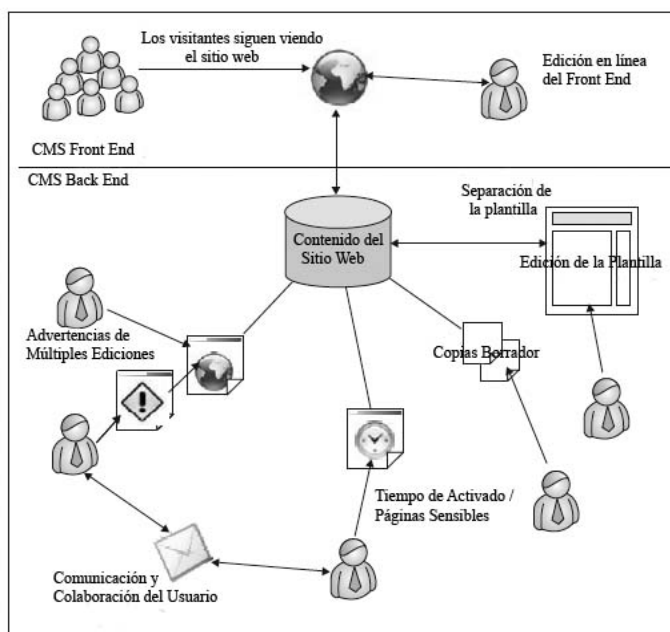 Los visitantes siguen viendo
el sitio web
Edición en línea
del Front End
CMS Front End
CMS Back End
Separación de
la plantilla
Contenido del
Sitio Web
Edición de la Plantilla
Advertencias de
Múltiples Ediciones
Copias Borrador
Tiempo de Activado /
Páginas Sensibles
Comunicación y
Colaboración del Usuario